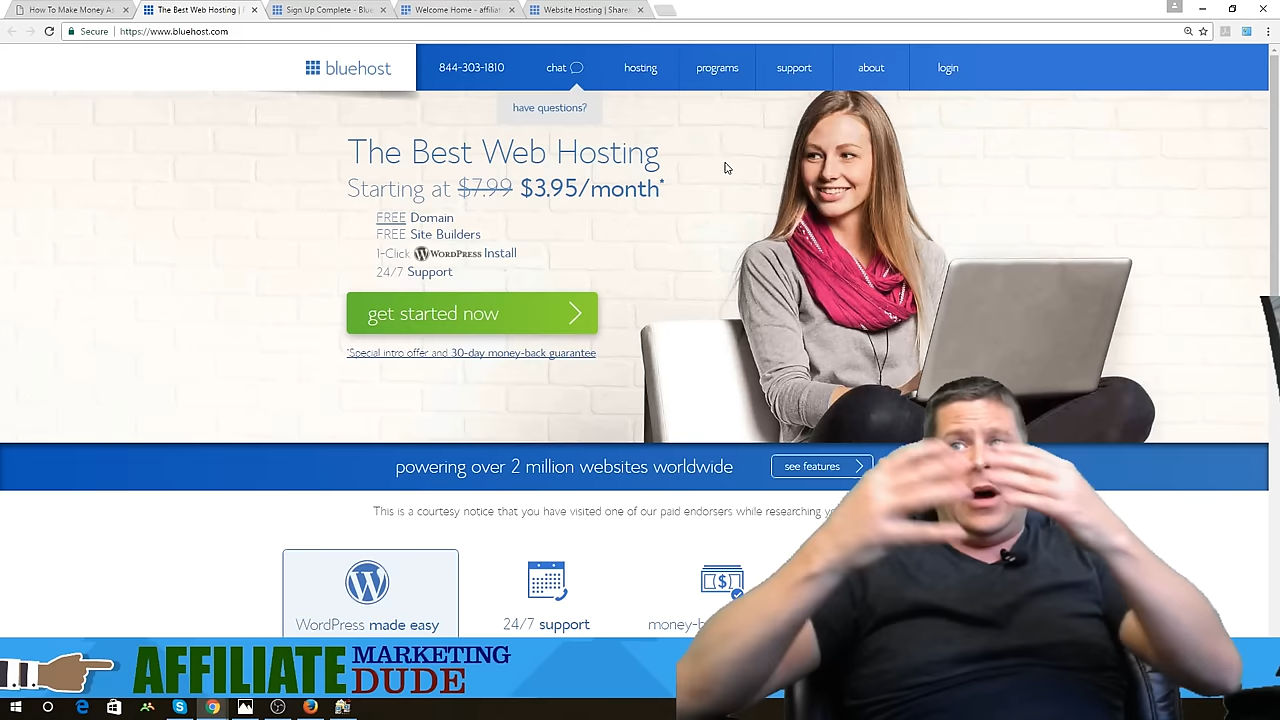 How To Make Money As
The Best Web Hosting |
Sign Up Complete - Blue
Welcome Home - affiliat
Website Hosting | Share
Secure
https://www.bluehost.com
bluehost
844-303-1810
chat
hosting
programs
support
about
login
have questions?
The Best Web Hosting
Starting at $7.99 $3.95/month*
FREE Domain
FREE Site Builders
1-Click WORDPRESS Install
24/7 Support
get started now
*Special intro offer and 30-day money-back guarantee
powering over 2 million websites worldwide
see features
This is a courtesy notice that you have visited one of our paid endorsers while researching
WordPress made easy
24/7 support
AFFILIATE MARKETING
DUDE